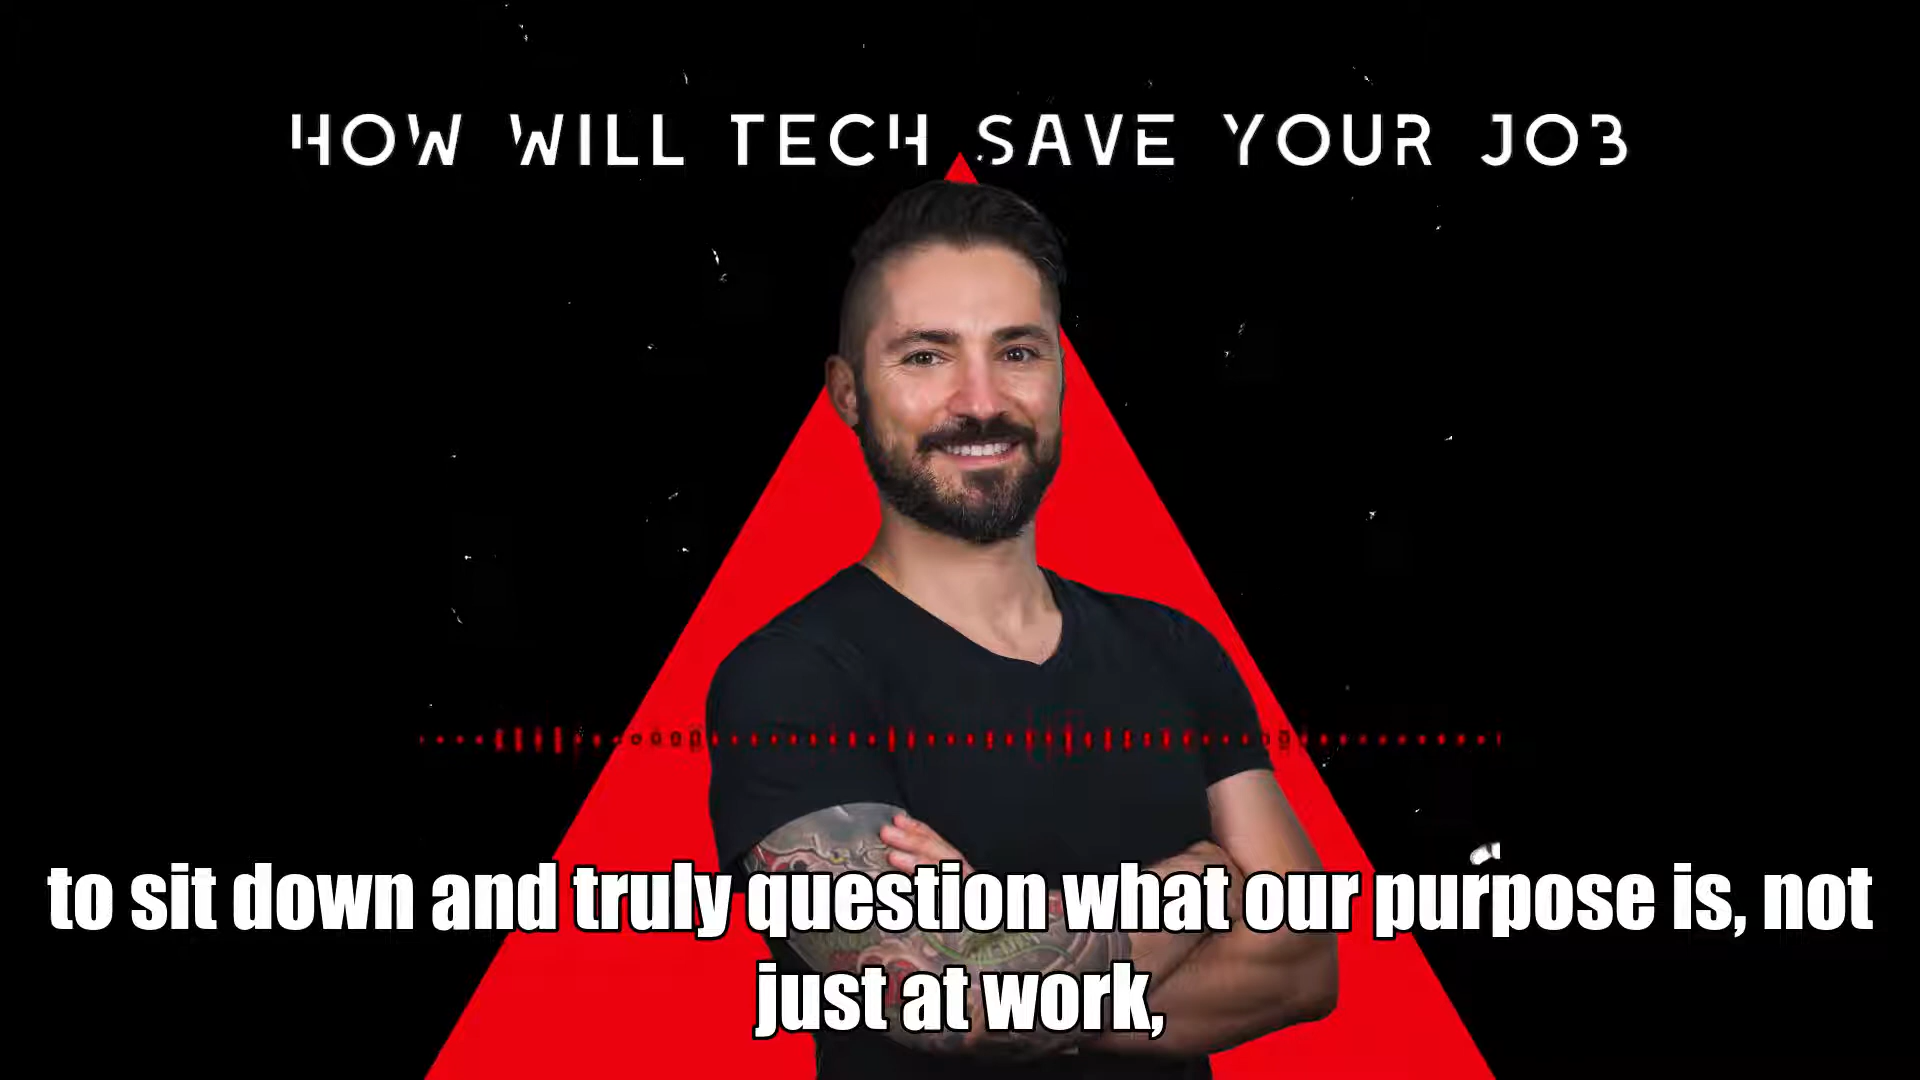 HOW WILL TECH SAVE YOUR JOB
to sit down and truly question what our purpose is, not
just at work,